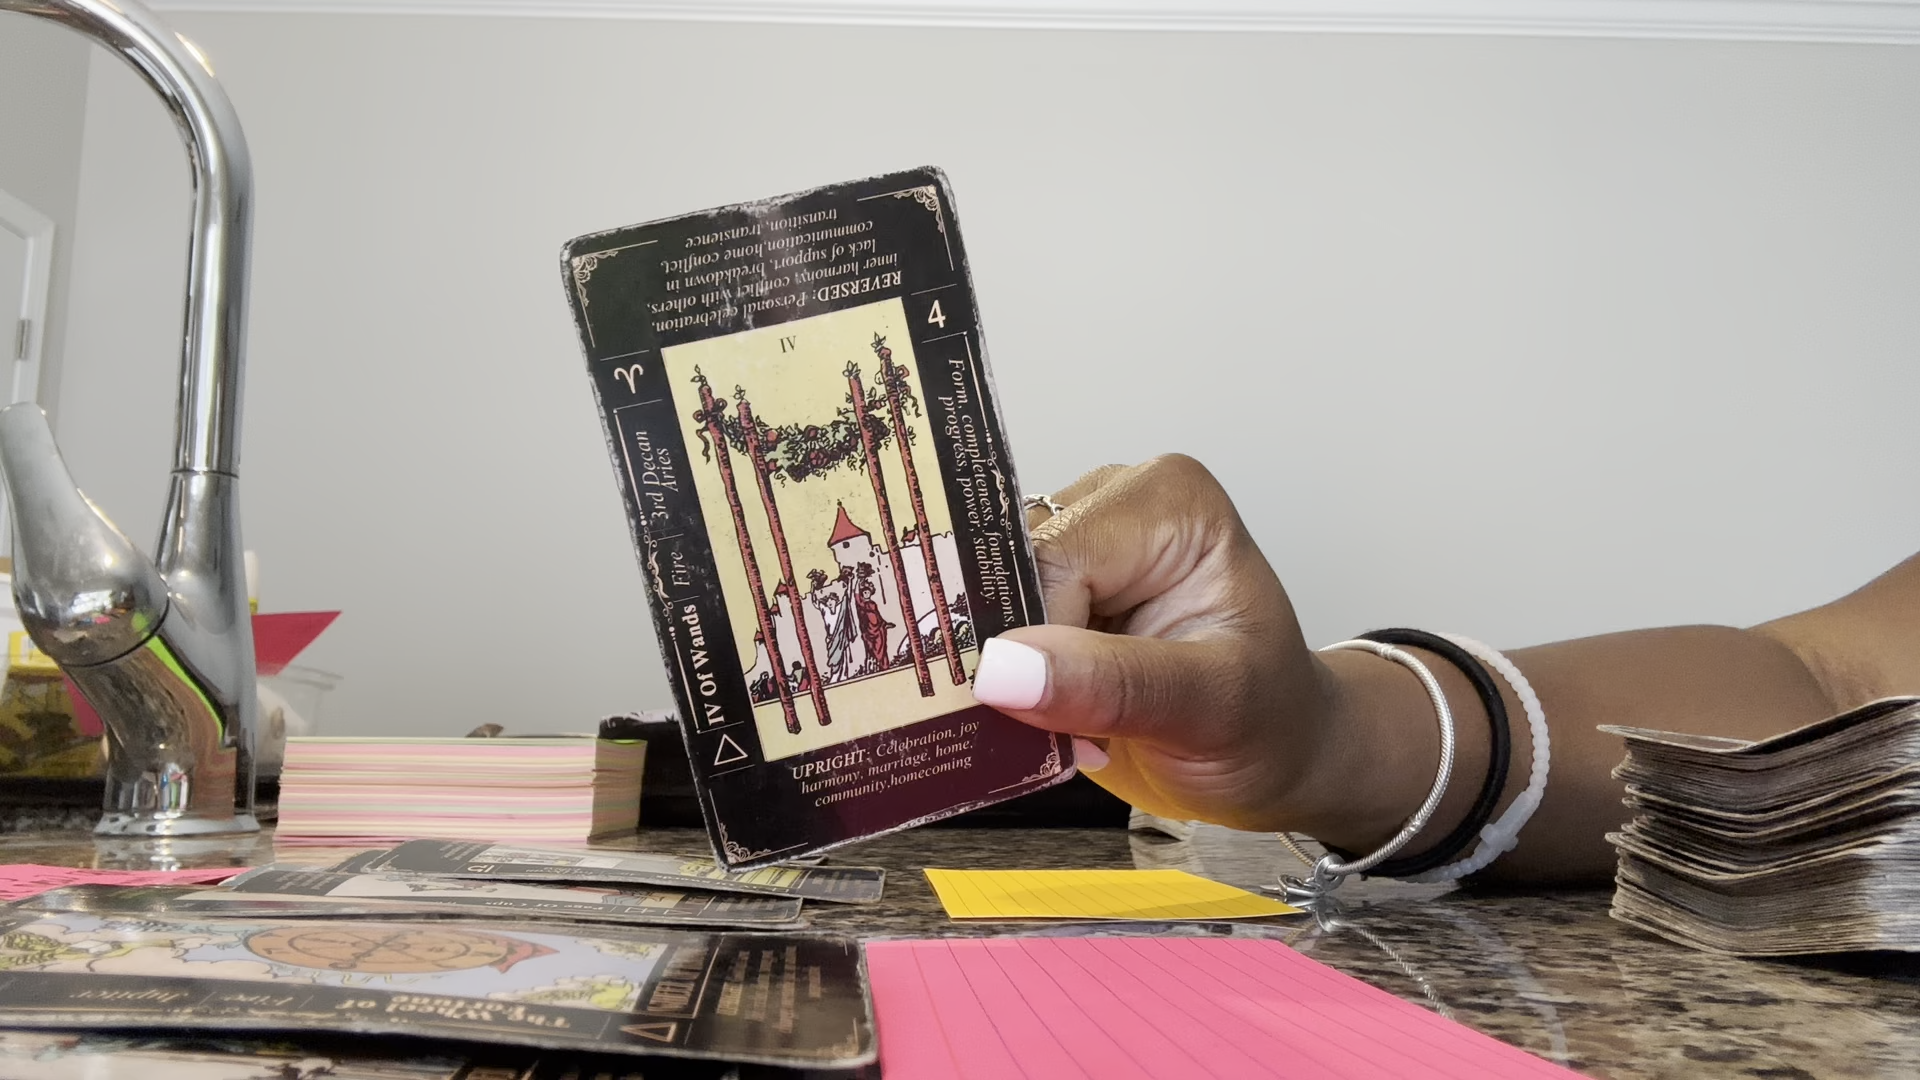 REVERSED: Personal celebration,
inner harmony, conflict with others,
lack of support, breakdown in
communication,home conflict,
transition, transience
4
IV
3rd Decan
Aries
Fire
IV Of Wands
Form, completeness, foundations,
progress, power, stability.
UPRIGHT: Celebration, joy
harmony, marriage, home,
community,homecoming
The Wheel of
Fortune
Fire
Jupiter
Of Cups